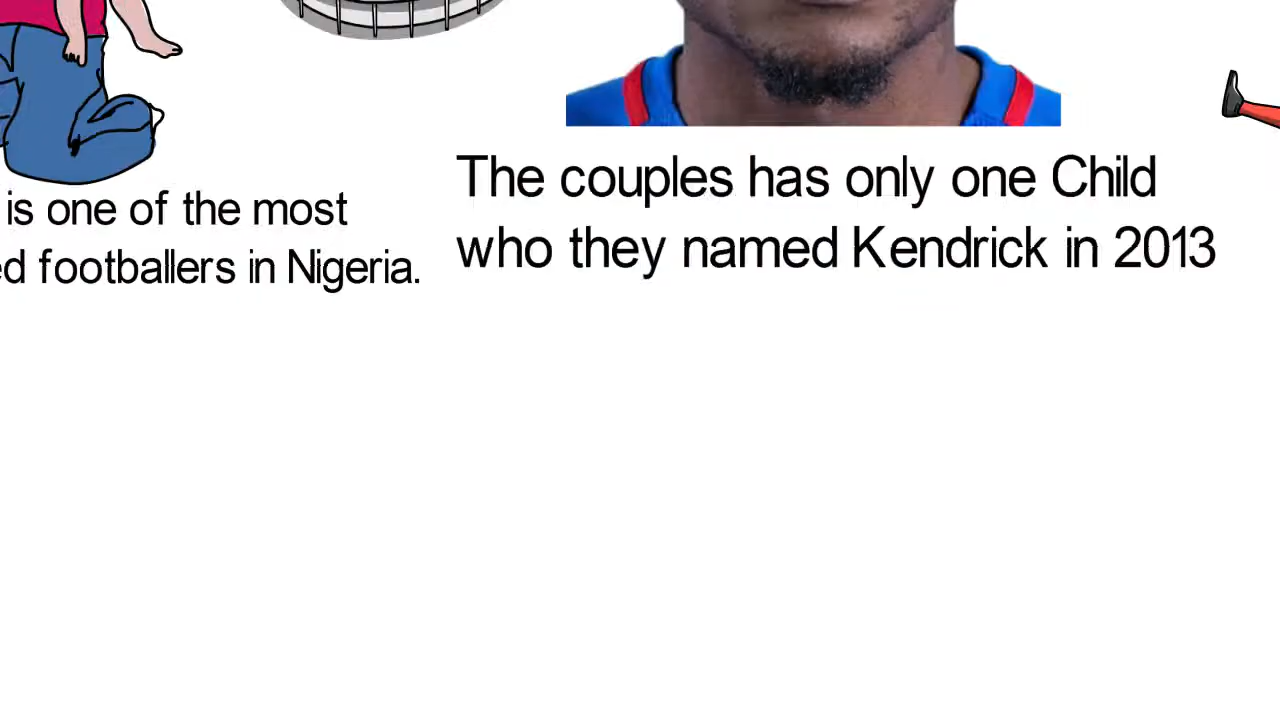 is one of the most
footballers in Nigeria.
The couples has only one Child
who they named Kendrick in 2013